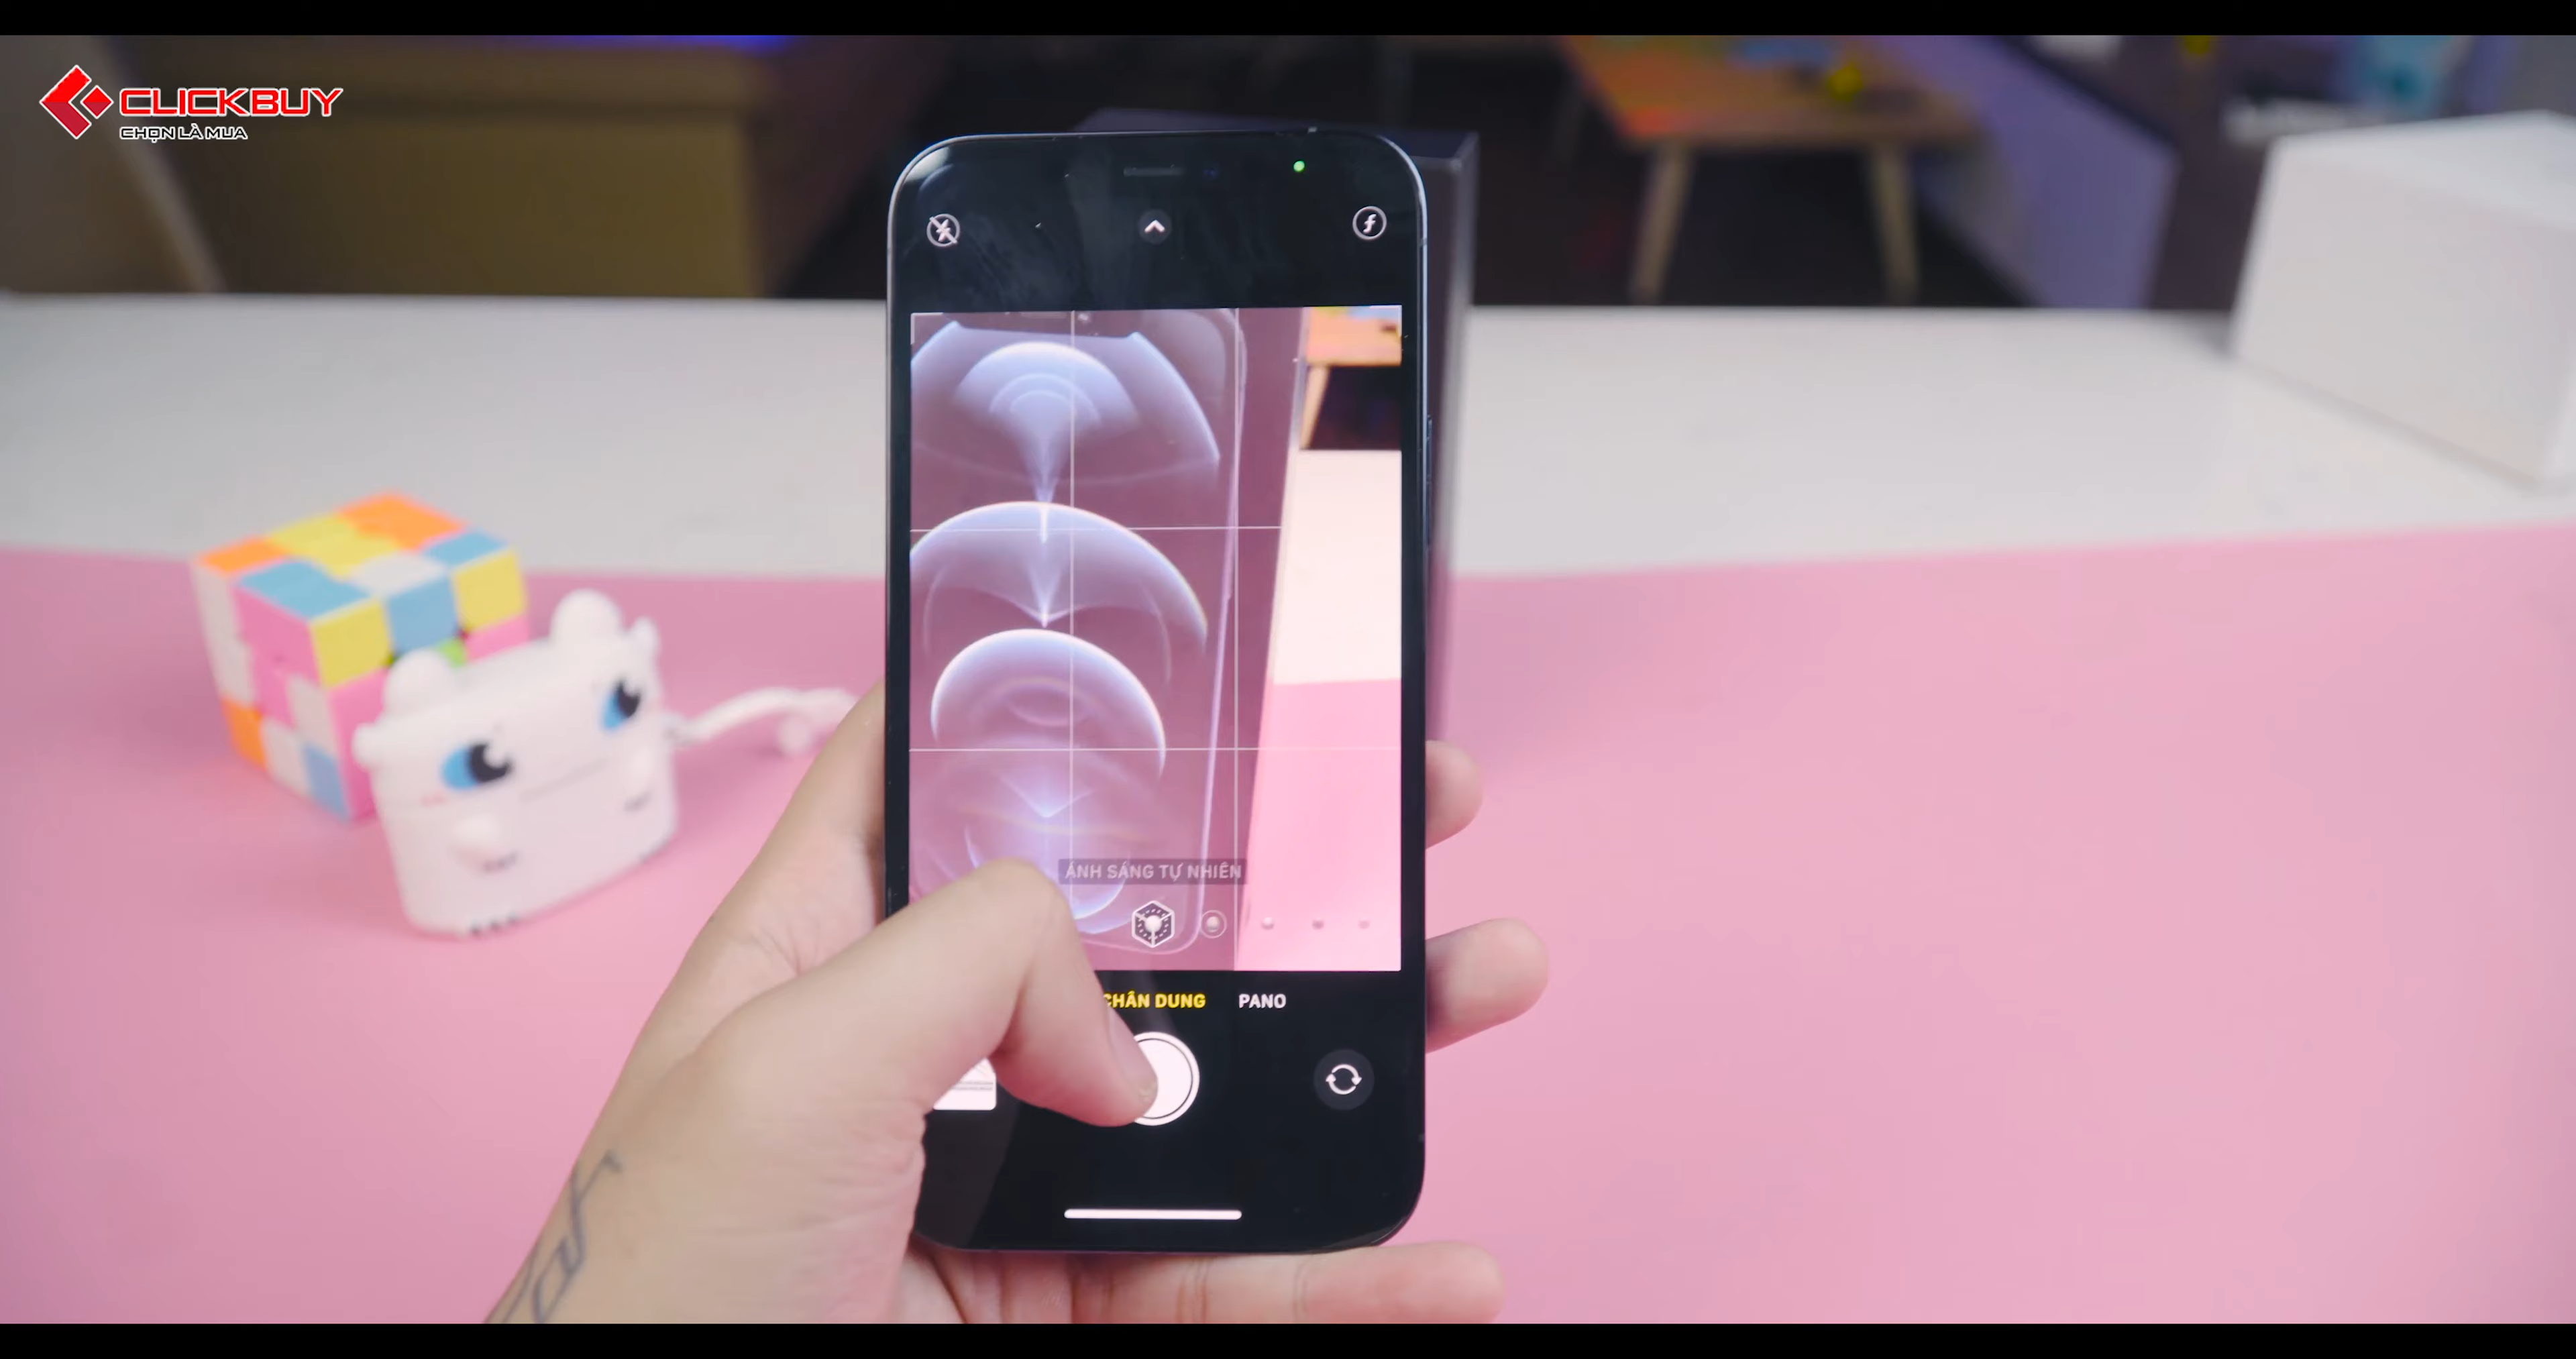 CLICKBUY
CHỌN LÀ MUA
ÁNH SÁNG TỰ NHIÊN
CHÂN DUNG PANO